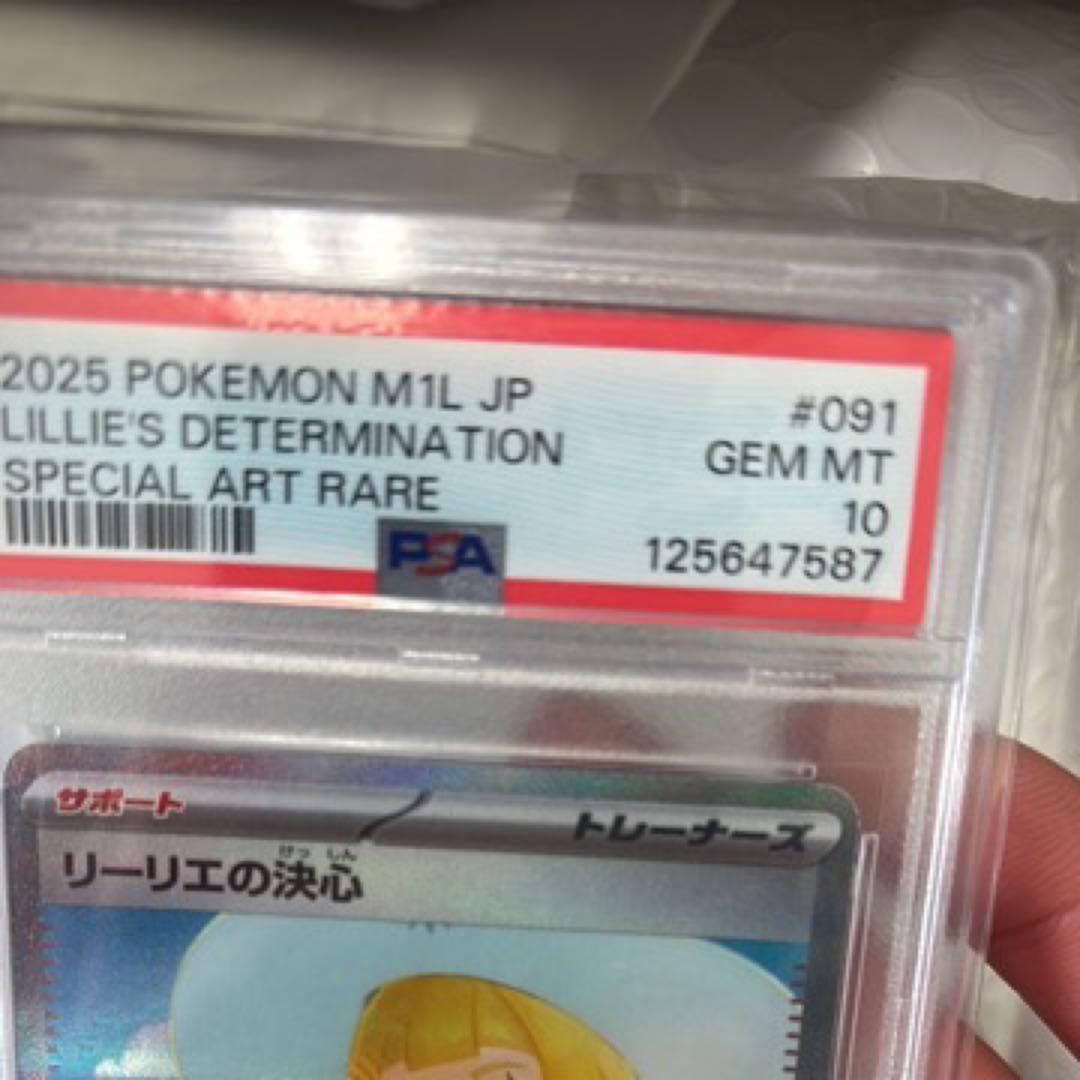 2025 POKEMON M1L JP
#091
LILLIE'S DETERMINATION
GEM MT
SPECIAL ART RARE
10
PSA
125647587
サポート
トレーナーズ
けっ しん
リーリエの決心